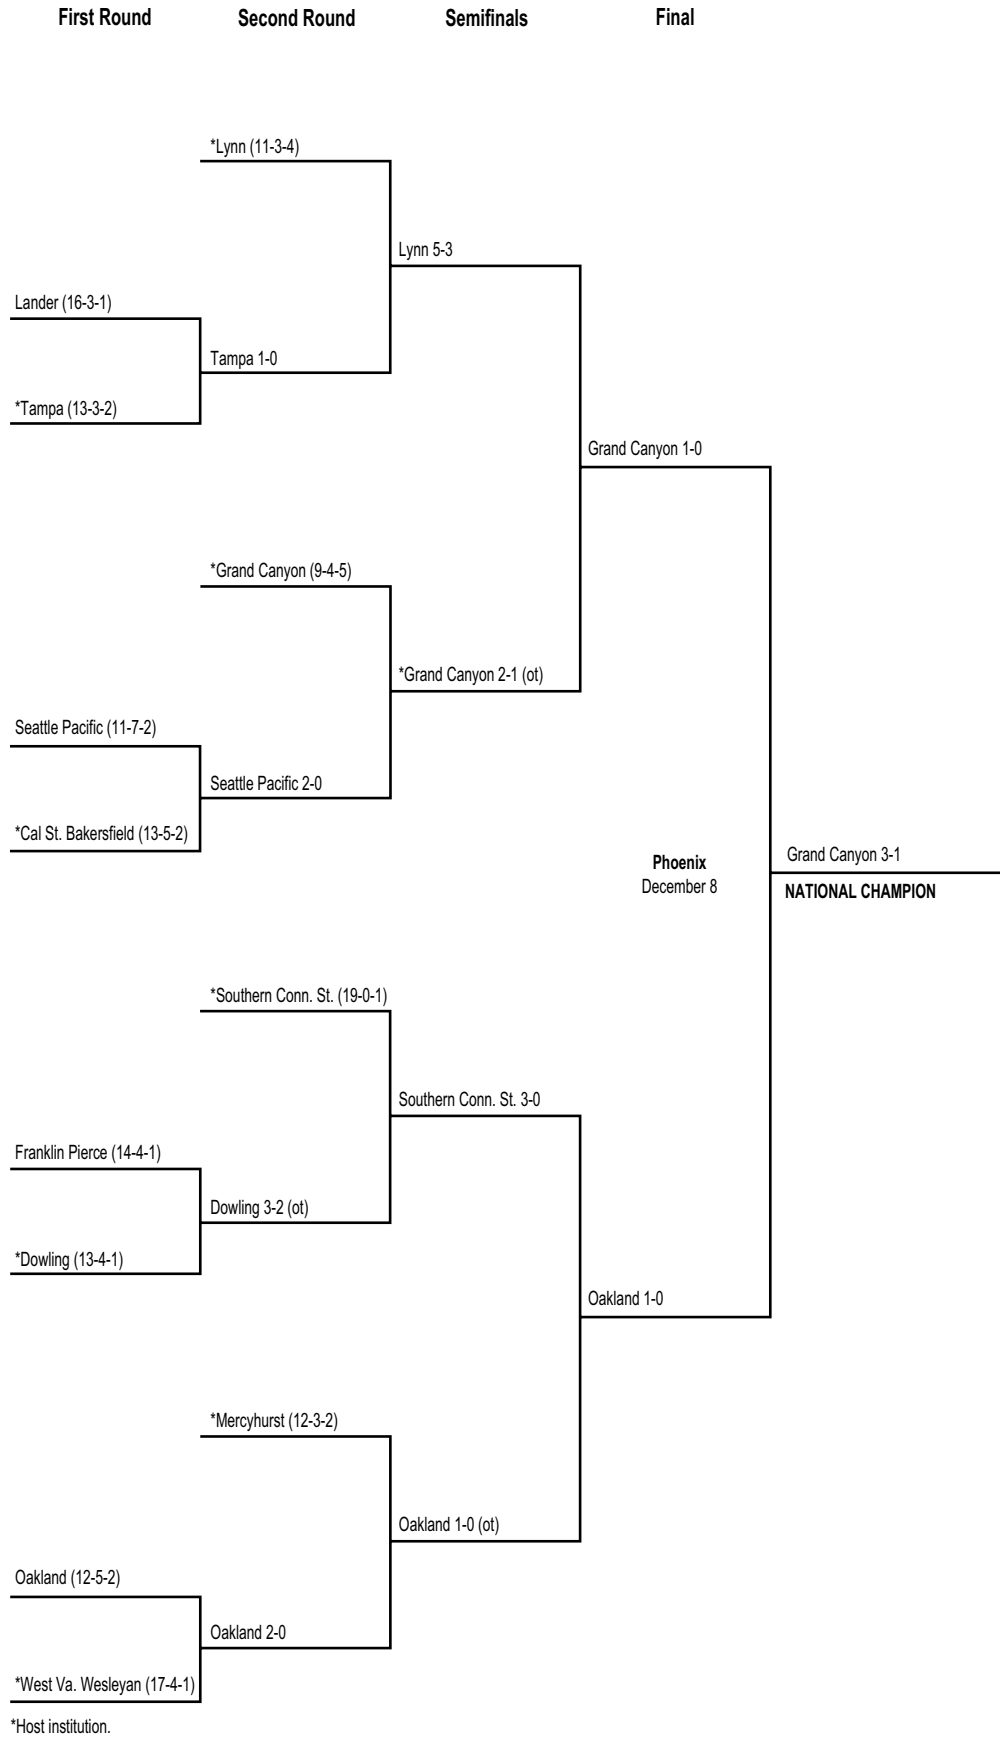 First Round
Second Round
Semifinals
Final
*Lynn (11-3-4)
Lynn 5-3
Lander (16-3-1)
Tampa 1-0
*Tampa (13-3-2)
Grand Canyon 1-0
*Grand Canyon (9-4-5)
*Grand Canyon 2-1 (ot)
Seattle Pacific (11-7-2)
Seattle Pacific 2-0
*Cal St. Bakersfield (13-5-2)
Phoenix
December 8
Grand Canyon 3-1
NATIONAL CHAMPION
*Southern Conn. St. (19-0-1)
Southern Conn. St. 3-0
Franklin Pierce (14-4-1)
Dowling 3-2 (ot)
*Dowling (13-4-1)
Oakland 1-0
*Mercyhurst (12-3-2)
Oakland 1-0 (ot)
Oakland (12-5-2)
Oakland 2-0
*West Va. Wesleyan (17-4-1)
*Host institution.